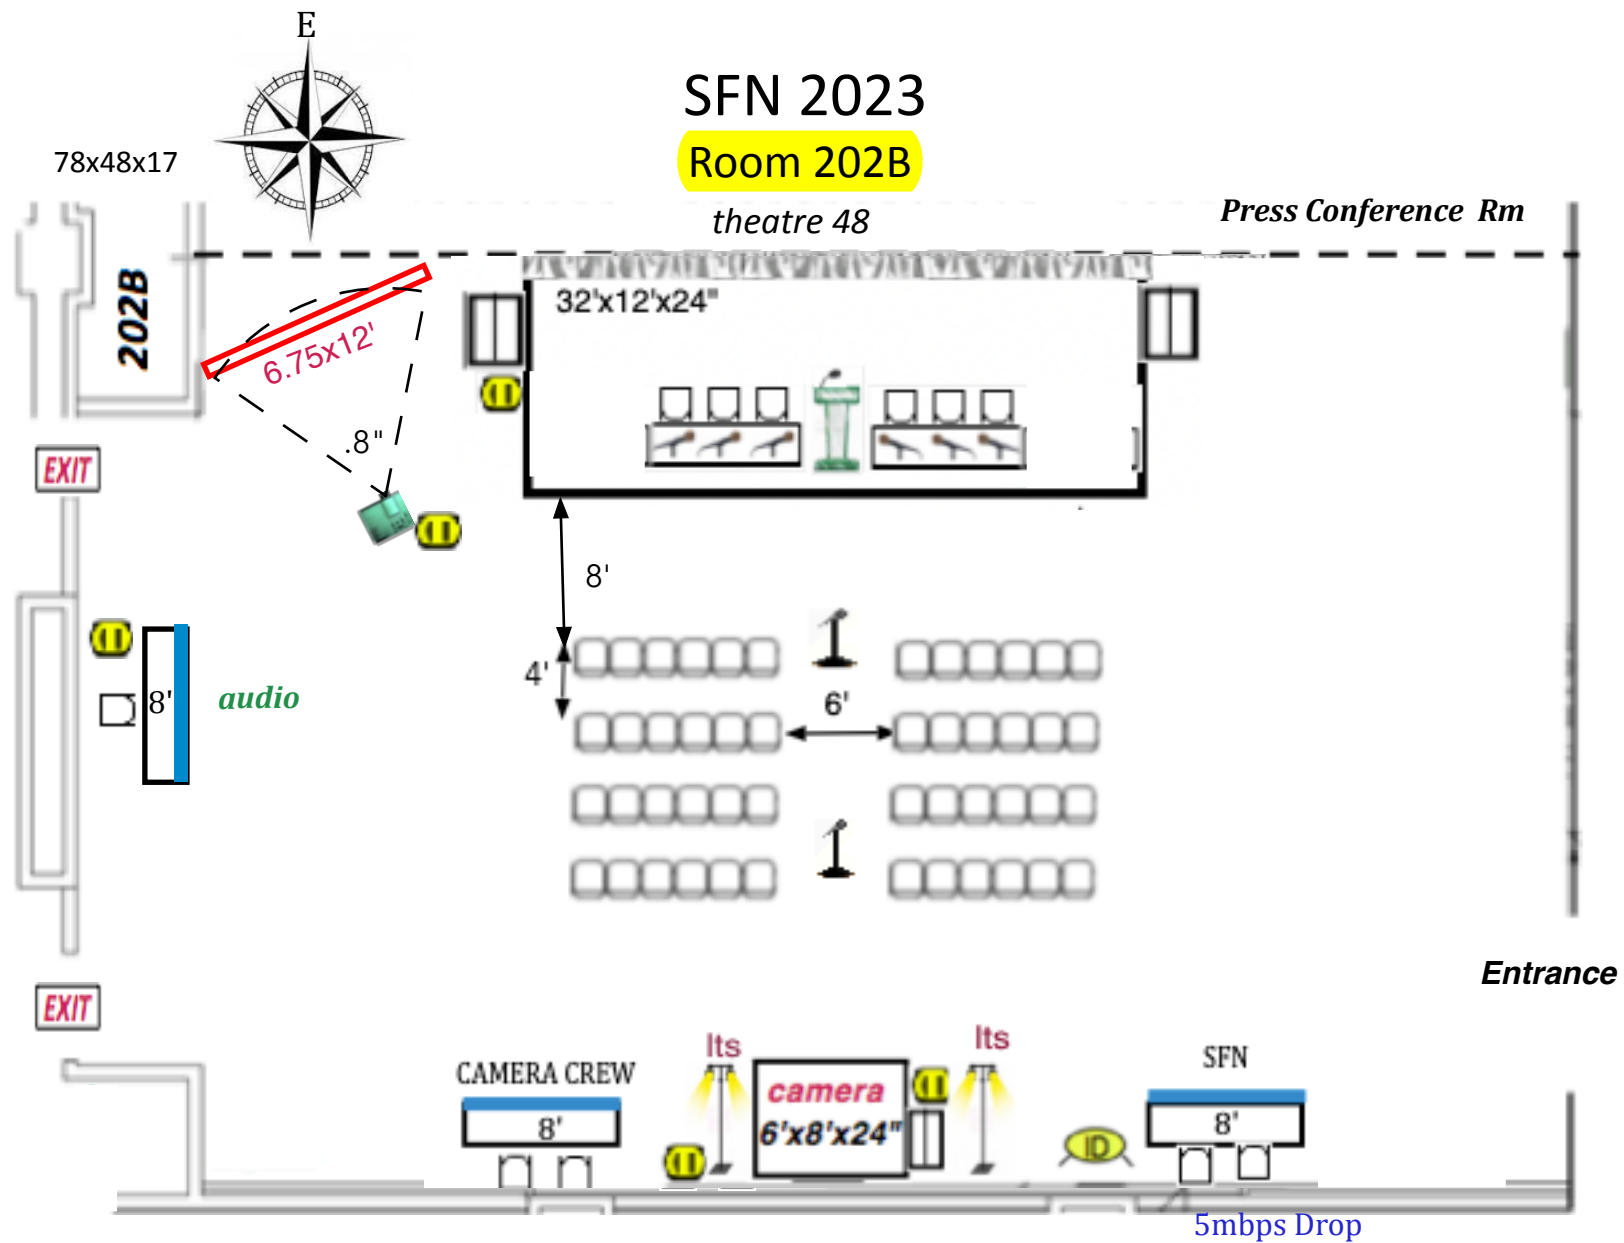 E
SFN 2023
Room 202B
78x48x17
theatre 48
Press Conference Rm
202B
32'x12'x24"
6.75x12'
.8"
EXIT
8'
4'
6'
8'
audio
Entrance
EXIT
lts
lts
CAMERA CREW
SFN
camera
6'x8'x24"
8'
8'
ID
5mbps Drop